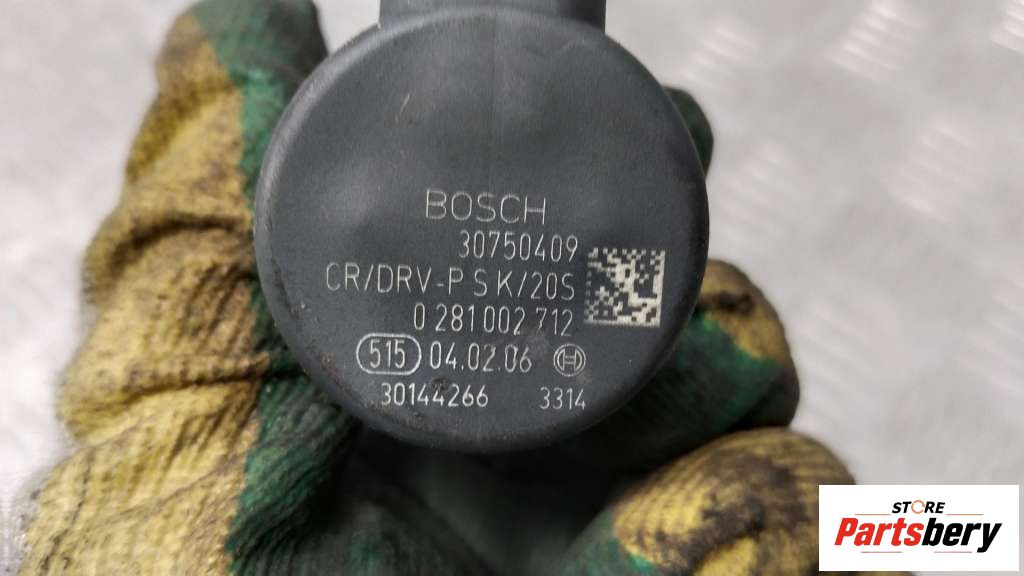 BOSCH
30750409
CR/DRV-P S K/20S
0 281 002 712
515 04.02.06
30144266 3314
STORE
Partsbery